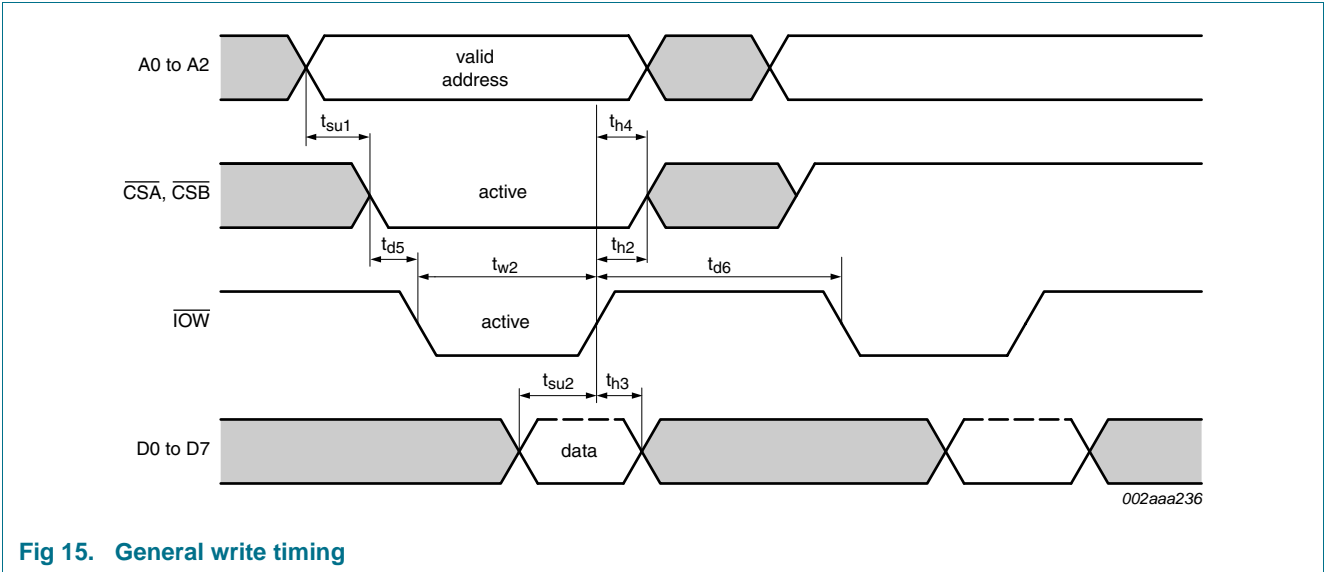 A0 to A2
valid
address
tsu1
th4
CSA, CSB
active
td5
tw2
th2
td6
IOW
active
tsu2
th3
D0 to D7
data
002aaa236
Fig 15. General write timing